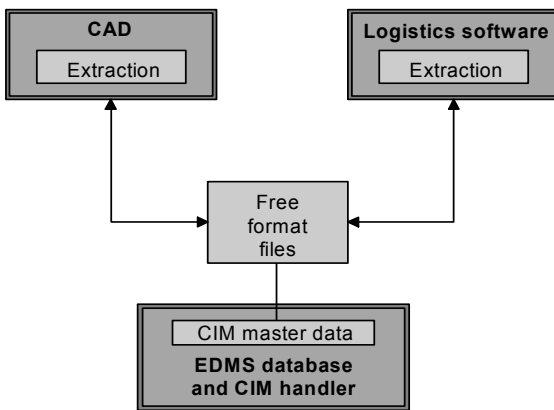 CAD
Extraction
Logistics software
Extraction
Free
format
files
CIM master data
EDMS database
and CIM handler